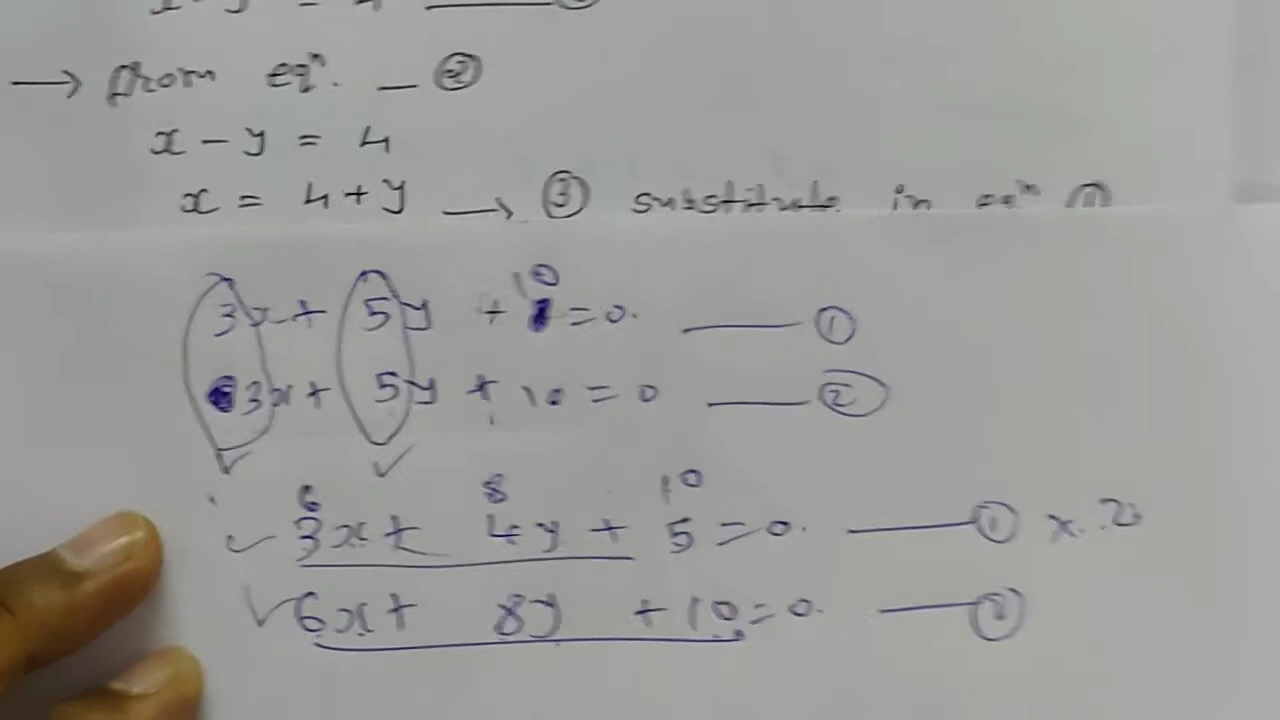 → from eqⁿ. — ②
x - y = 4
x = 4 + y → ③ substitute in eqⁿ ①
10
3x + 5y + = 0. — ①
3x + 5y + 10 = 0 — ②
6 8 10
3x + 4y + 5 = 0. — ① x 2
6x + 8y + 10 = 0. — ②